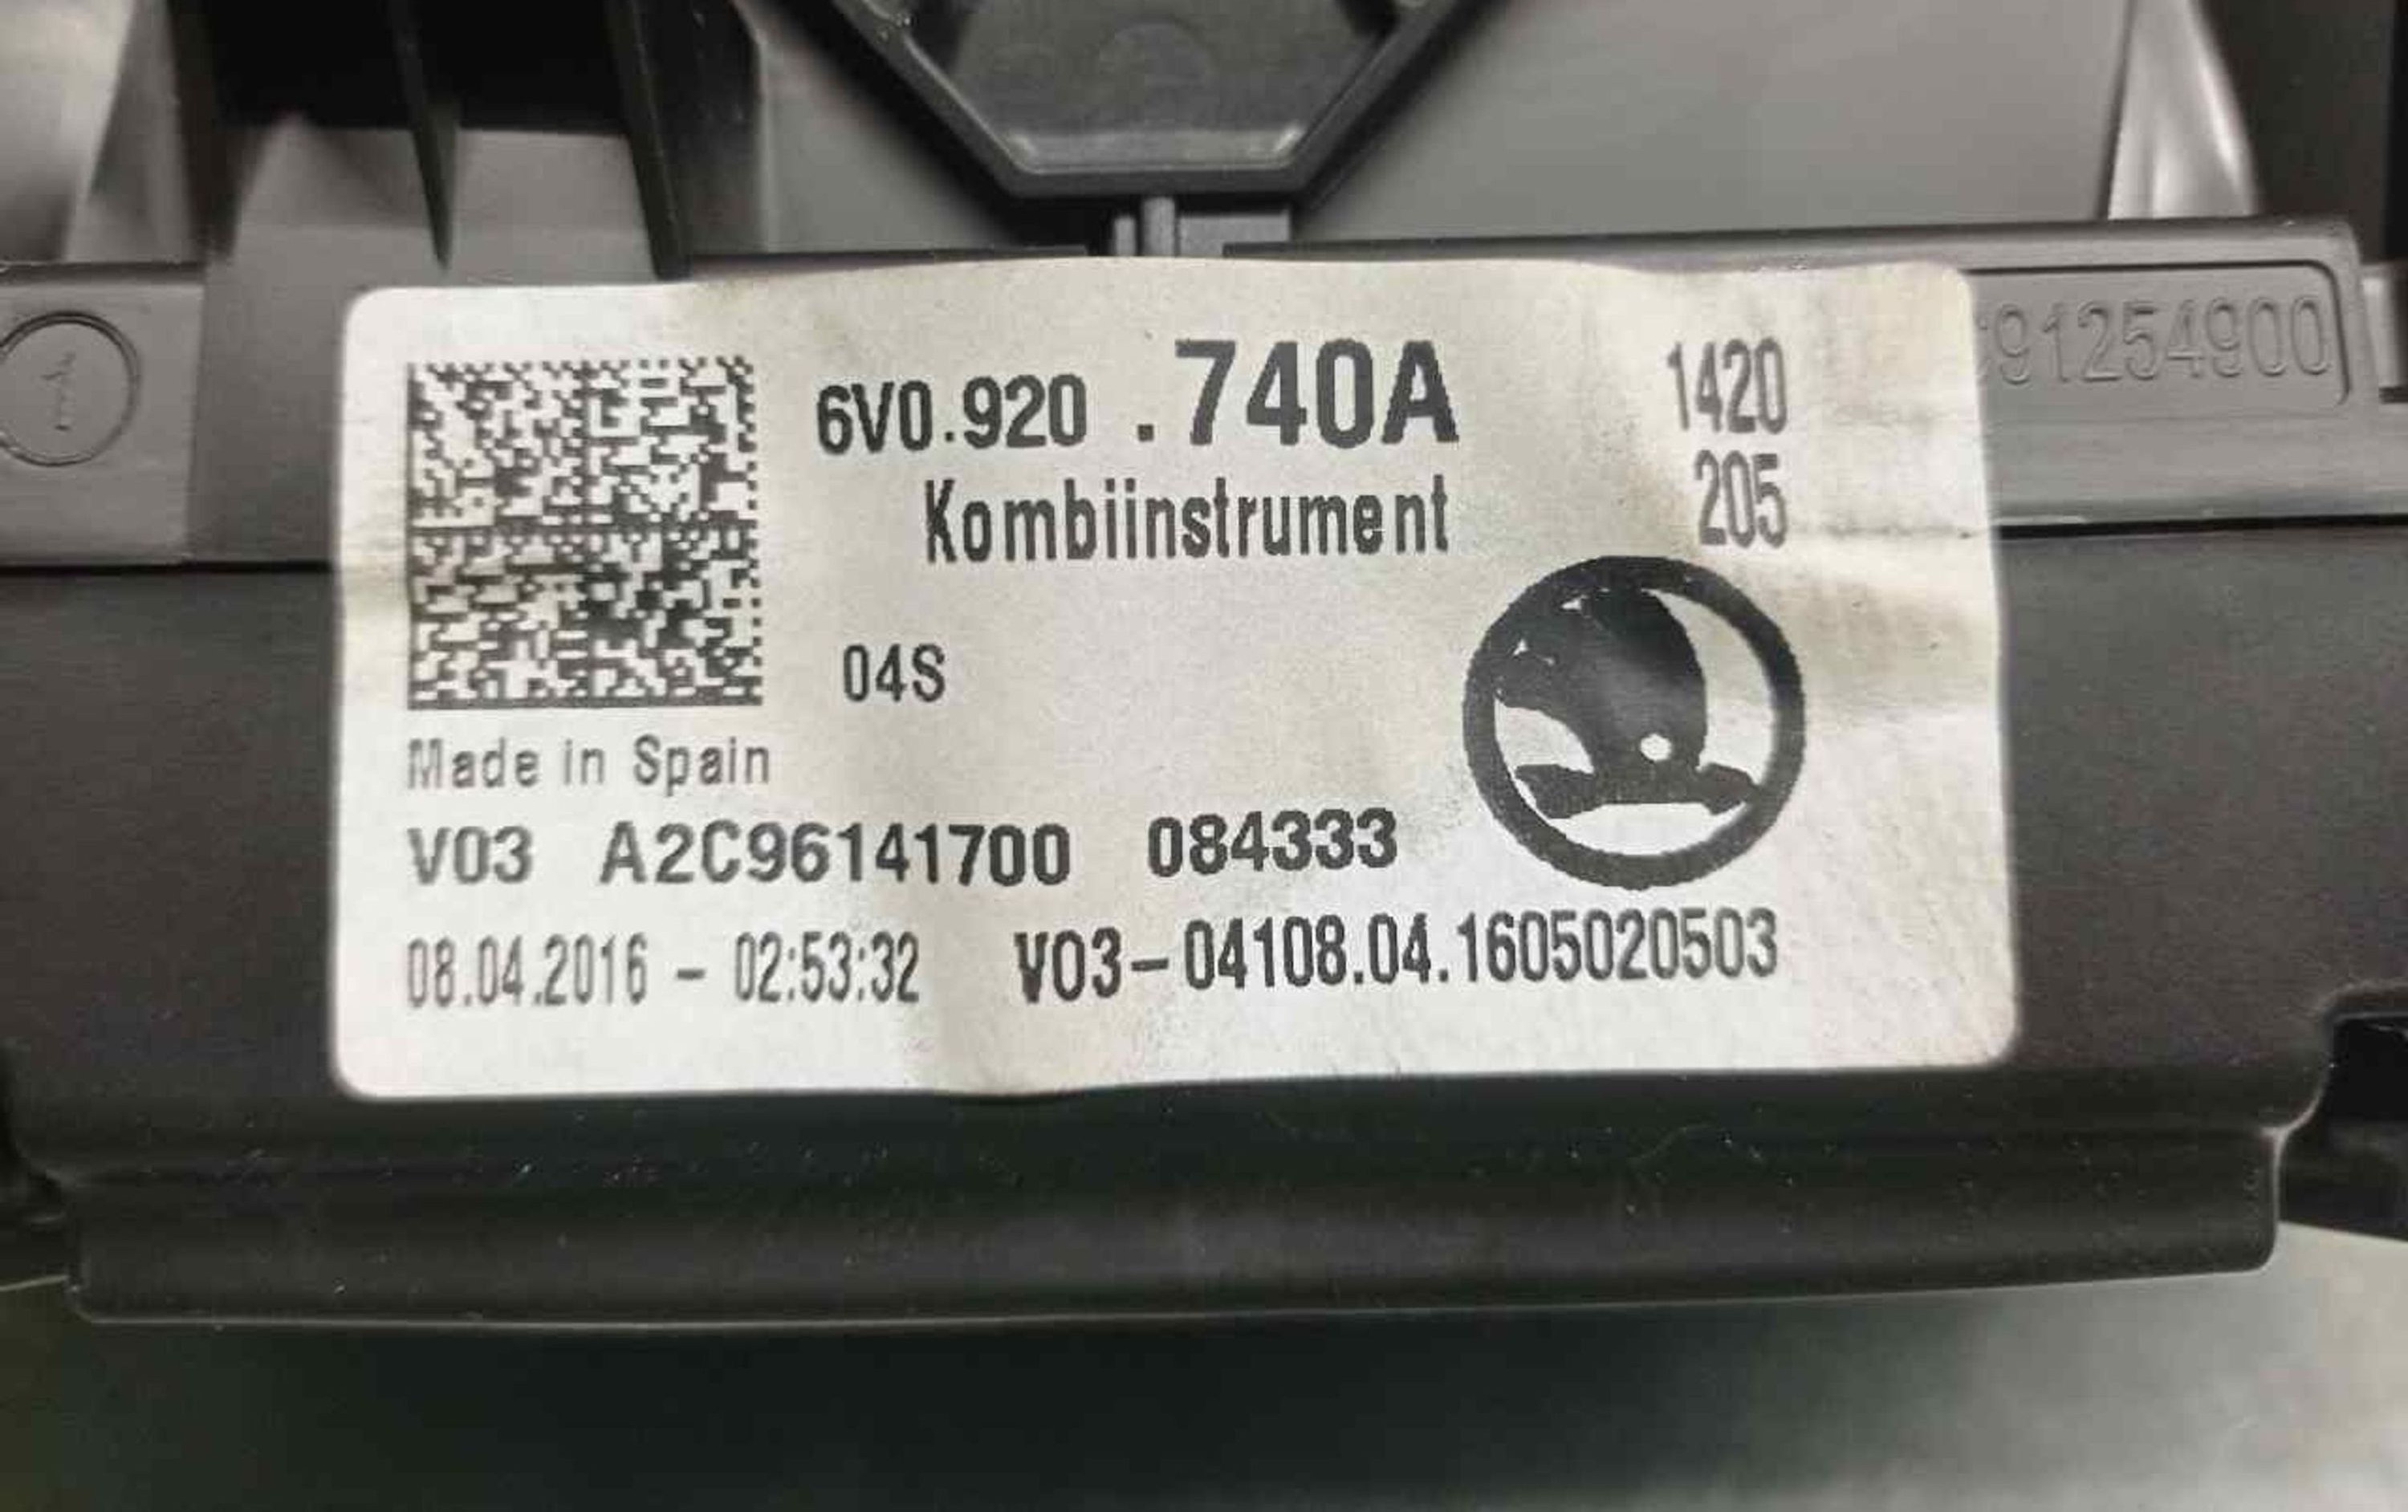 6V0.920 .740A 1420
Kombiinstrument 205
04S
Made in Spain
V03 A2C96141700 084333
08.04.2016 - 02:53:32 V03-04108.04.1605020503
91254900
1